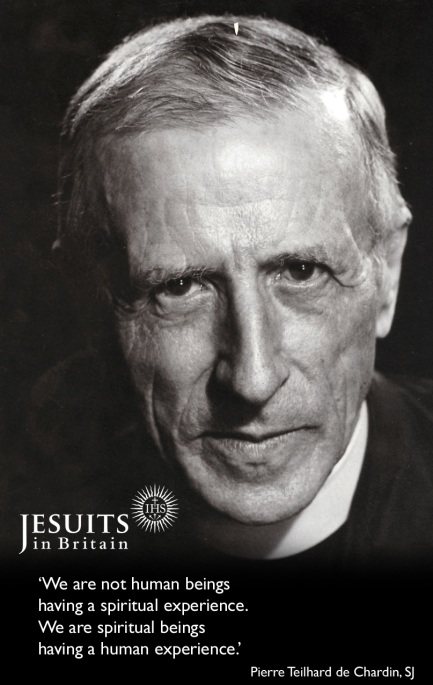 JESUITS
in Britain
IHS
‘We are not human beings
having a spiritual experience.
We are spiritual beings
having a human experience.’
Pierre Teilhard de Chardin, SJ